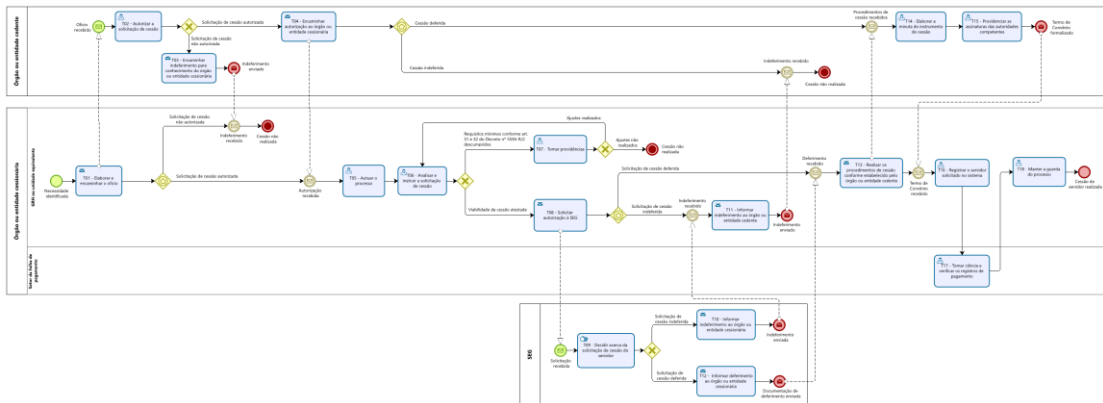 Órgão ou entidade cedente
Ofício
recebido
T02 - Autorizar a
solicitação de cessão
Solicitação de cessão autorizada
Solicitação de cessão
não autorizada
T03 - Encaminhar
indeferimento para
conhecimento do órgão
ou entidade cessionária
Indeferimento
enviado
T04 - Encaminhar
autorização ao órgão ou
entidade cessionária
Cessão deferida
Cessão indeferida
Indeferimento
recebido
Cessão não realizada
Procedimentos de
cessão recebidos
T14 - Elaborar a
minuta do instrumento
de cessão
T15 - Providenciar as
assinaturas das autoridades
competentes
Termo de
Convênio
formalizado
Órgão ou entidade cessionária
Necessidade
identificada
T01 - Elaborar e
encaminhar o ofício
Solicitação de cessão
não autorizada
Indeferimento
recebido
Cessão não
realizada
Solicitação de cessão autorizada
Autorização
recebida
T05 - Autuar o
processo
T06 - Analisar e
instruir a solicitação
de cessão
Ajustes realizados
descumpridos
T07 - Tomar providências
Ajustes não
realizados
Cessão não
realizada
Viabilidade de cessão atestada
T08 - Solicitar
autorização à SEG
Solicitação de cessão deferida
Solicitação de cessão
indeferida
Indeferimento
recebido
T11 - Informar
indeferimento ao órgão ou
entidade cedente
Indeferimento
enviado
Deferimento
recebido
T13 - Realizar os
procedimentos de cessão
conforme estabelecido pelo
órgão ou entidade cedente
Termo de
Convênio
recebido
T16 - Registrar o servidor
solicitado no sistema
T18 - Manter a guarda
do processo
Cessão do
servidor realizada
Setor de folha de
pagamento
T17 - Tomar ciência e
verificar os registros de
pagamento
SEG
Solicitação
recebida
T09 - Decidir acerca da
solicitação de cessão do
servidor
Solicitação de
cessão indeferida
T10 - Informar
indeferimento ao órgão ou
entidade cessionária
Indeferimento
enviado
Solicitação de
cessão deferida
T12 - Informar deferimento
ao órgão ou entidade
cessionária
Documentação de
deferimento enviada